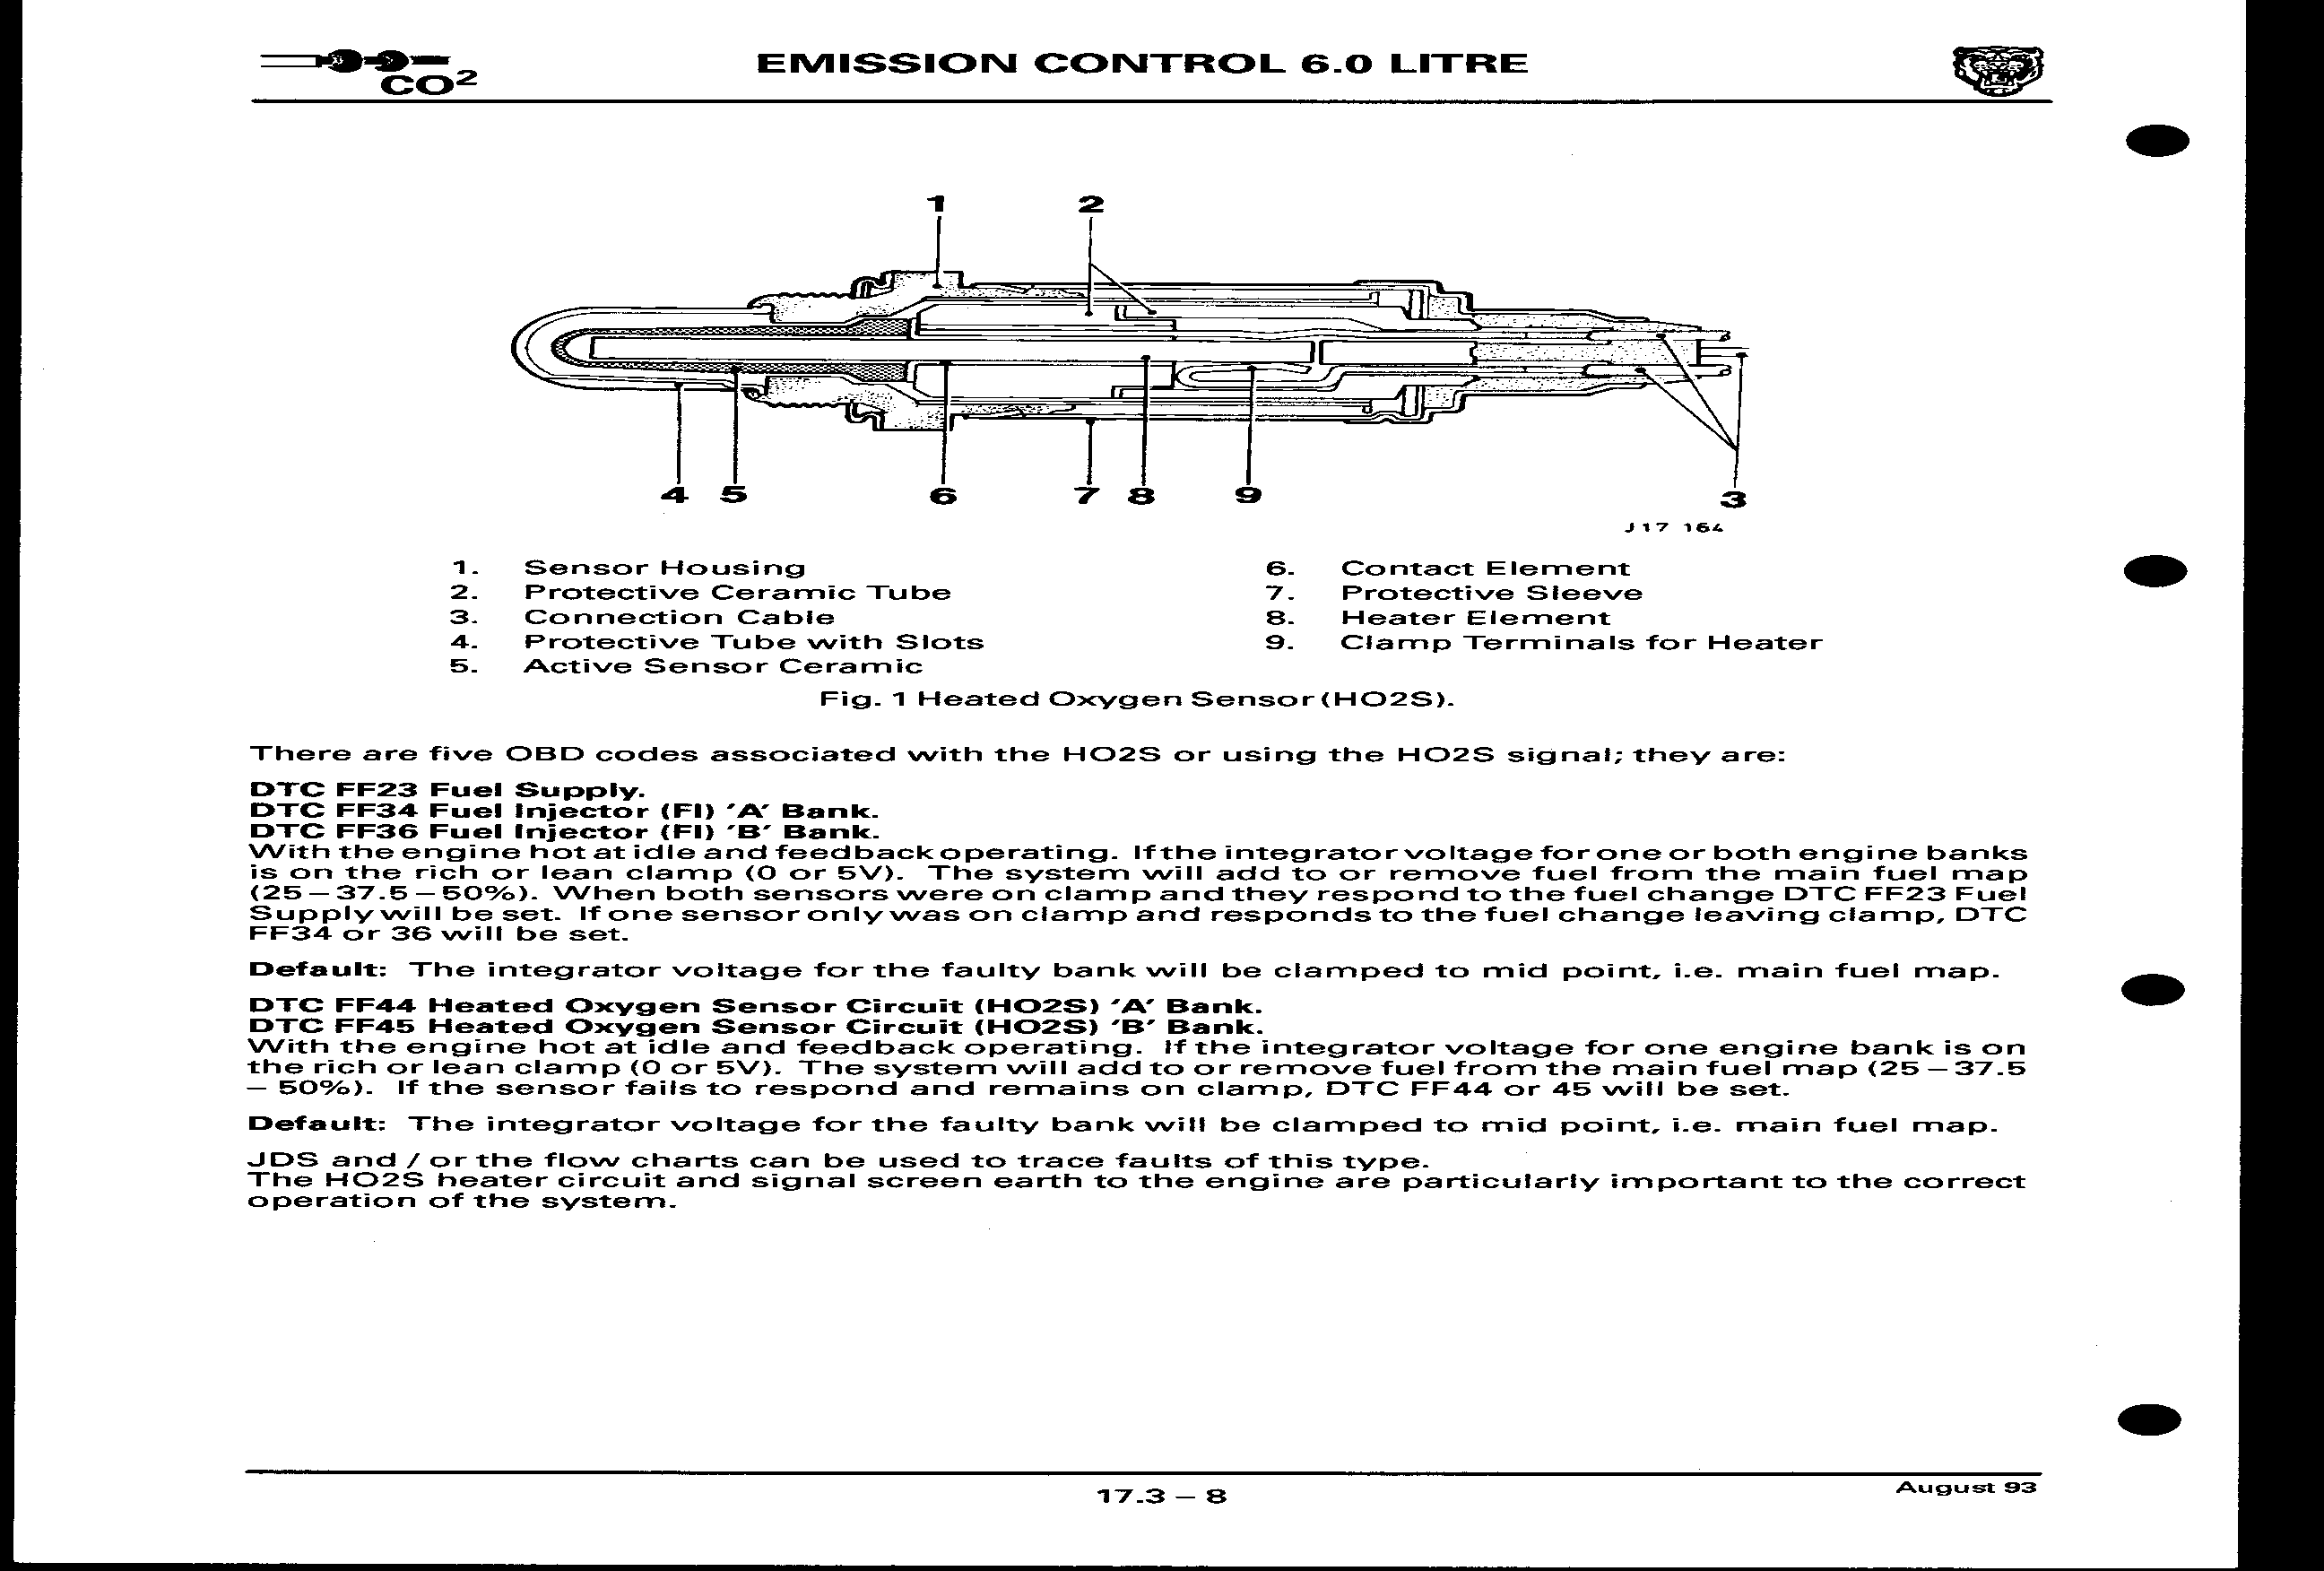 CO²
EMISSION CONTROL 6.0 LITRE
1 2
4 5 6 7 8 9 3
J17 164
1. Sensor Housing
2. Protective Ceramic Tube
3. Connection Cable
4. Protective Tube with Slots
5. Active Sensor Ceramic
6. Contact Element
7. Protective Sleeve
8. Heater Element
9. Clamp Terminals for Heater
Fig. 1 Heated Oxygen Sensor (HO2S).
There are five OBD codes associated with the HO2S or using the HO2S signal; they are:
DTC FF23 Fuel Supply.
DTC FF34 Fuel Injector (FI) 'A' Bank.
DTC FF36 Fuel Injector (FI) 'B' Bank.
With the engine hot at idle and feedback operating. If the integrator voltage for one or both engine banks
is on the rich or lean clamp (0 or 5V). The system will add to or remove fuel from the main fuel map
(25 – 37.5 – 50%). When both sensors were on clamp and they respond to the fuel change DTC FF23 Fuel
Supply will be set. If one sensor only was on clamp and responds to the fuel change leaving clamp, DTC
FF34 or 36 will be set.
Default: The integrator voltage for the faulty bank will be clamped to mid point, i.e. main fuel map.
DTC FF44 Heated Oxygen Sensor Circuit (HO2S) 'A' Bank.
DTC FF45 Heated Oxygen Sensor Circuit (HO2S) 'B' Bank.
With the engine hot at idle and feedback operating. If the integrator voltage for one engine bank is on
the rich or lean clamp (0 or 5V). The system will add to or remove fuel from the main fuel map (25 – 37.5
– 50%). If the sensor fails to respond and remains on clamp, DTC FF44 or 45 will be set.
Default: The integrator voltage for the faulty bank will be clamped to mid point, i.e. main fuel map.
JDS and / or the flow charts can be used to trace faults of this type.
The HO2S heater circuit and signal screen earth to the engine are particularly important to the correct
operation of the system.
17.3 – 8
August 93